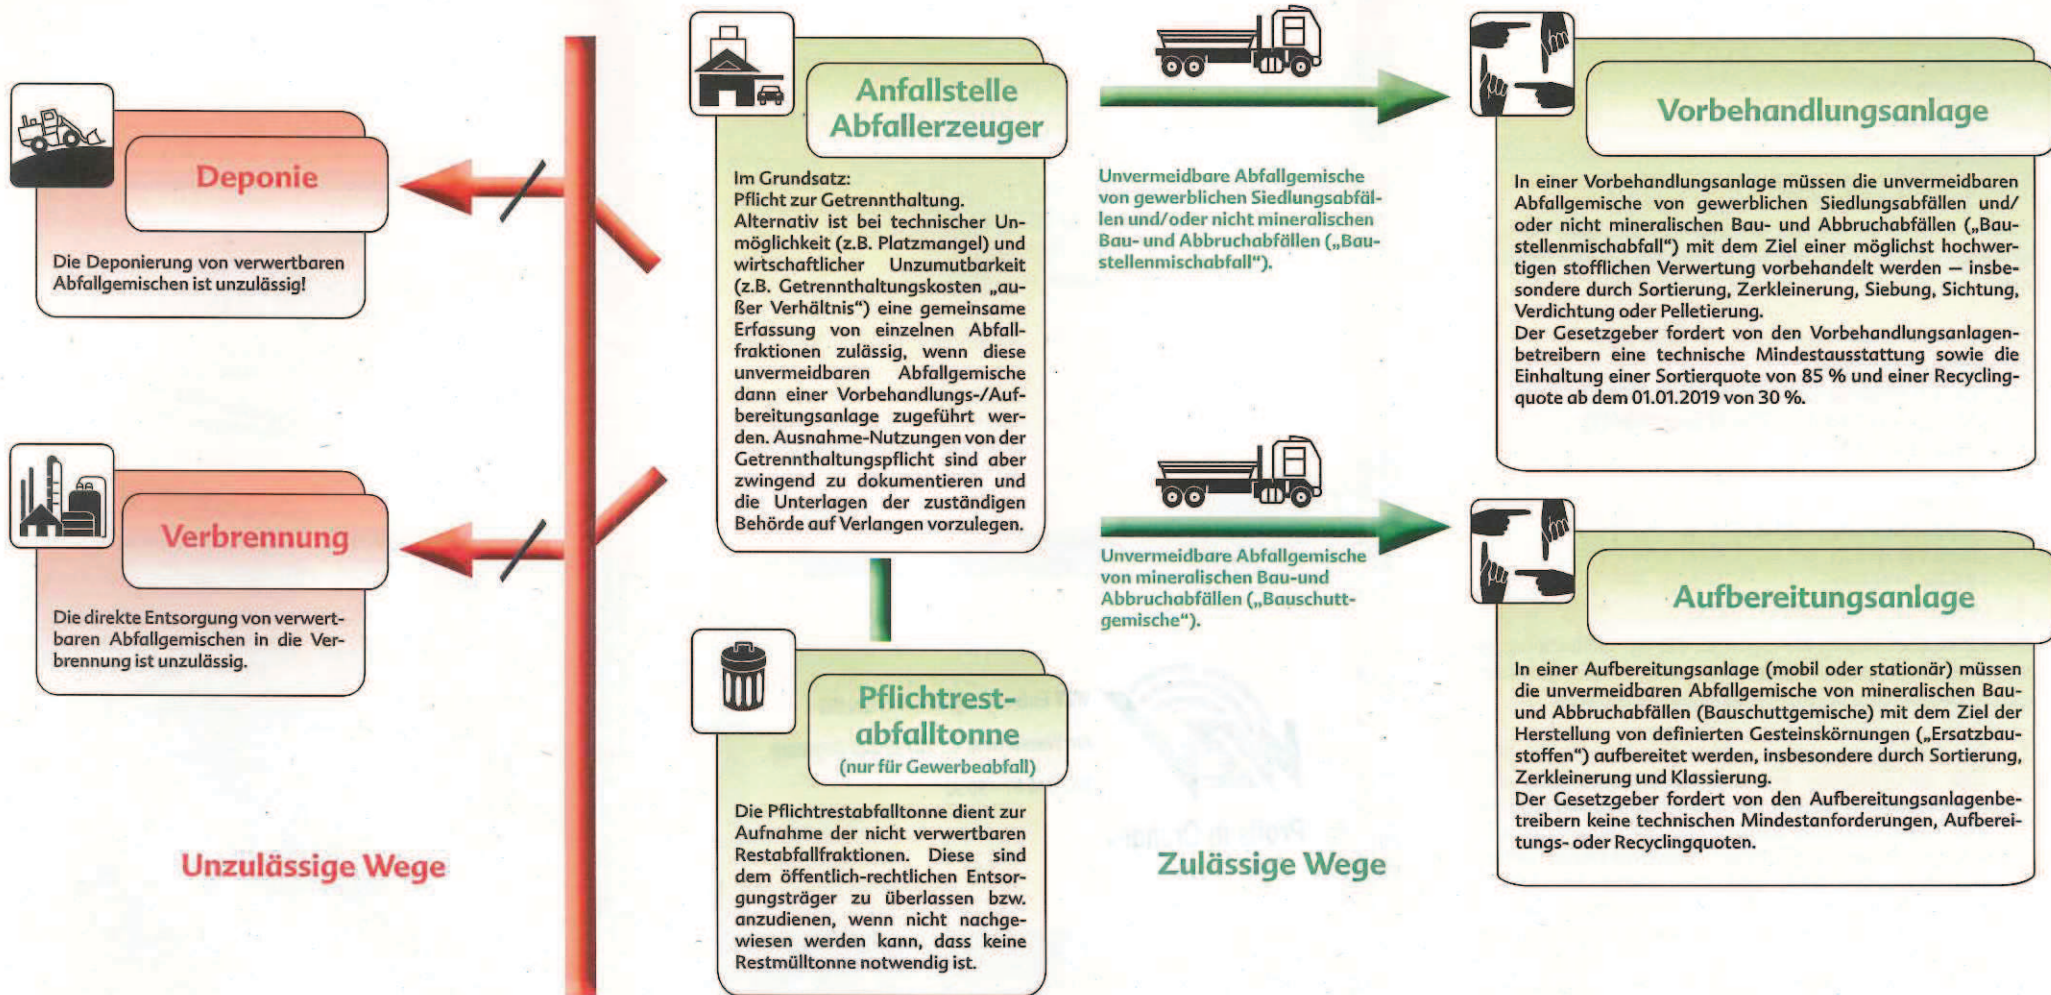 Deponie
Die Deponierung von verwertbaren
Abfallgemischen ist unzulässig!
Verbrennung
Die direkte Entsorgung von verwert-
baren Abfallgemischen in die Ver-
brennung ist unzulässig.
Unzulässige Wege
Anfallstelle
Abfallerzeuger
Im Grundsatz:
Pflicht zur Getrennthaltung.
Alternativ ist bei technischer Un-
möglichkeit (z.B. Platzmangel) und
wirtschaftlicher Unzumutbarkeit
(z.B. Getrennthaltungskosten „au-
ßer Verhältnis“) eine gemeinsame
Erfassung von einzelnen Abfall-
fraktionen zulässig, wenn diese
unvermeidbaren Abfallgemische
dann einer Vorbehandlungs-/Auf-
bereitungsanlage zugeführt wer-
den. Ausnahme-Nutzungen von der
Getrennthaltungspflicht sind aber
zwingend zu dokumentieren und
die Unterlagen der zuständigen
Behörde auf Verlangen vorzulegen.
Pflichtrest-
abfalltonne
(nur für Gewerbeabfall)
Die Pflichtrestabfalltonne dient zur
Aufnahme der nicht verwertbaren
Restabfallfraktionen. Diese sind
dem öffentlich-rechtlichen Entsor-
gungsträger zu überlassen bzw.
anzudienen, wenn nicht nachge-
wiesen werden kann, dass keine
Restmülltonne notwendig ist.
Unvermeidbare Abfallgemische
von gewerblichen Siedlungsabfäl-
len und/oder nicht mineralischen
Bau- und Abbruchabfällen („Bau-
stellenmischabfall“).
Unvermeidbare Abfallgemische
von mineralischen Bau-und
Abbruchabfällen („Bauschutt-
gemische“).
Zulässige Wege
Vorbehandlungsanlage
In einer Vorbehandlungsanlage müssen die unvermeidbaren
Abfallgemische von gewerblichen Siedlungsabfällen und/
oder nicht mineralischen Bau- und Abbruchabfällen („Bau-
stellenmischabfall“) mit dem Ziel einer möglichst hochwer-
tigen stofflichen Verwertung vorbehandelt werden – insbe-
sondere durch Sortierung, Zerkleinerung, Siebung, Sichtung,
Verdichtung oder Pelletierung.
Der Gesetzgeber fordert von den Vorbehandlungsanlagen-
betreibern eine technische Mindestausstattung sowie die
Einhaltung einer Sortierquote von 85 % und einer Recycling-
quote ab dem 01.01.2019 von 30 %.
Aufbereitungsanlage
In einer Aufbereitungsanlage (mobil oder stationär) müssen
die unvermeidbaren Abfallgemische von mineralischen Bau-
und Abbruchabfällen (Bauschuttgemische) mit dem Ziel der
Herstellung von definierten Gesteinskörnungen („Ersatzbau-
stoffen“) aufbereitet werden, insbesondere durch Sortierung,
Zerkleinerung und Klassierung.
Der Gesetzgeber fordert von den Aufbereitungsanlagenbe-
treibern keine technischen Mindestanforderungen, Aufberei-
tungs- oder Recyclingquoten.